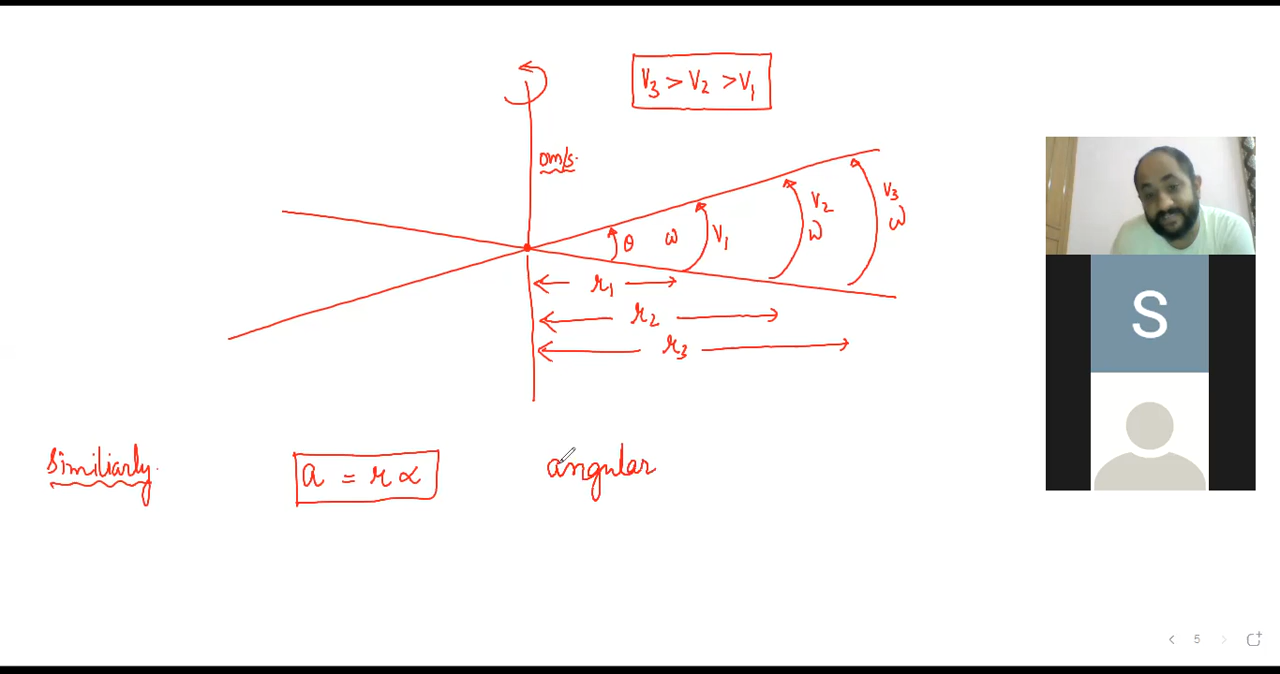 V₃ > V₂ > V₁
0m/s.
V₃
ω
V₂
ω
θ ω V₁
r₁
r₂
r₃
Similiarly.
a = r α
angular
S
< 5 >